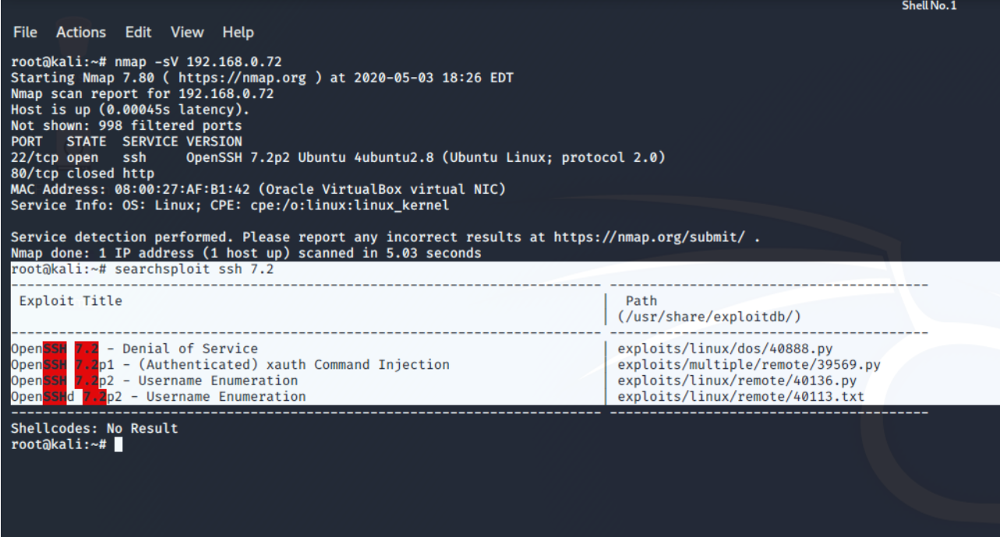 Shell No. 1
File Actions Edit View Help
root@kali:~# nmap -sV 192.168.0.72
Starting Nmap 7.80 ( https://nmap.org ) at 2020-05-03 18:26 EDT
Nmap scan report for 192.168.0.72
Host is up (0.00045s latency).
Not shown: 998 filtered ports
PORT   STATE  SERVICE VERSION
22/tcp open   ssh     OpenSSH 7.2p2 Ubuntu 4ubuntu2.8 (Ubuntu Linux; protocol 2.0)
80/tcp closed http
MAC Address: 08:00:27:AF:B1:42 (Oracle VirtualBox virtual NIC)
Service Info: OS: Linux; CPE: cpe:/o:linux:linux_kernel
Service detection performed. Please report any incorrect results at https://nmap.org/submit/ .
Nmap done: 1 IP address (1 host up) scanned in 5.03 seconds
root@kali:~# searchsploit ssh 7.2
Exploit Title | Path
| (/usr/share/exploitdb/)
OpenSSH 7.2 - Denial of Service | exploits/linux/dos/40888.py
OpenSSH 7.2p1 - (Authenticated) xauth Command Injection | exploits/multiple/remote/39569.py
OpenSSH 7.2p2 - Username Enumeration | exploits/linux/remote/40136.py
OpenSSHd 7.2p2 - Username Enumeration | exploits/linux/remote/40113.txt
Shellcodes: No Result
root@kali:~#